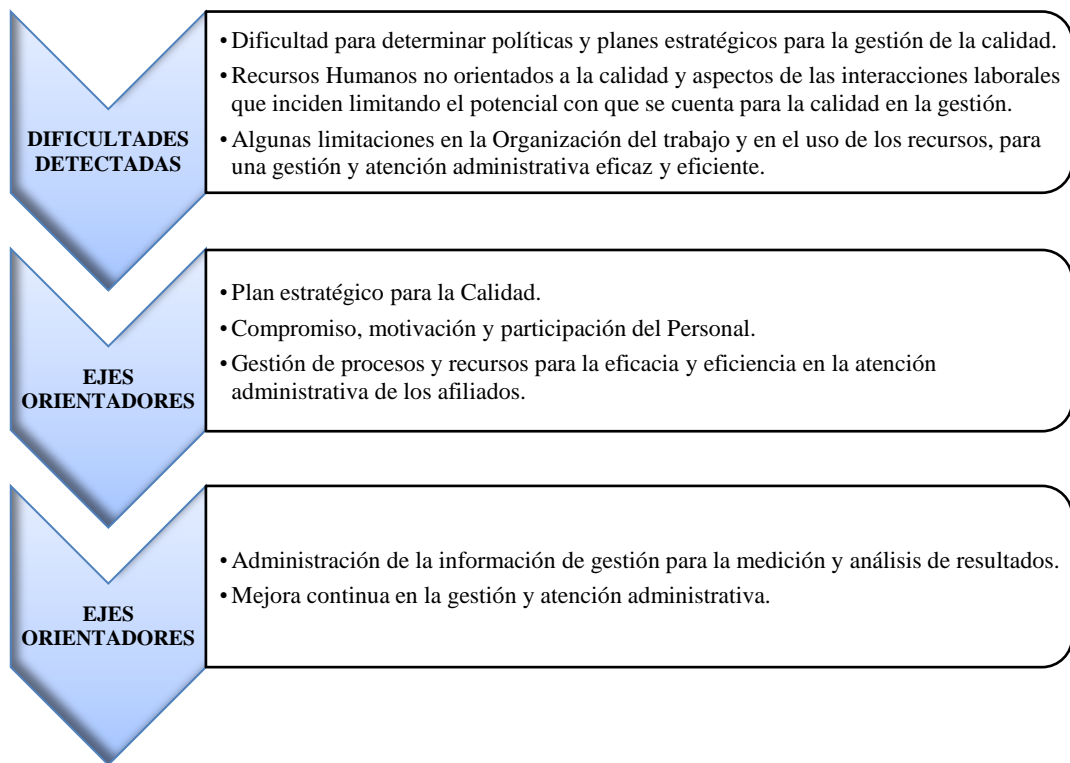 DIFICULTADES
DETECTADAS
• Dificultad para determinar políticas y planes estratégicos para la gestión de la calidad.
• Recursos Humanos no orientados a la calidad y aspectos de las interacciones laborales
que inciden limitando el potencial con que se cuenta para la calidad en la gestión.
• Algunas limitaciones en la Organización del trabajo y en el uso de los recursos, para
una gestión y atención administrativa eficaz y eficiente.
EJES
ORIENTADORES
• Plan estratégico para la Calidad.
• Compromiso, motivación y participación del Personal.
• Gestión de procesos y recursos para la eficacia y eficiencia en la atención
administrativa de los afiliados.
EJES
ORIENTADORES
• Administración de la información de gestión para la medición y análisis de resultados.
• Mejora continua en la gestión y atención administrativa.